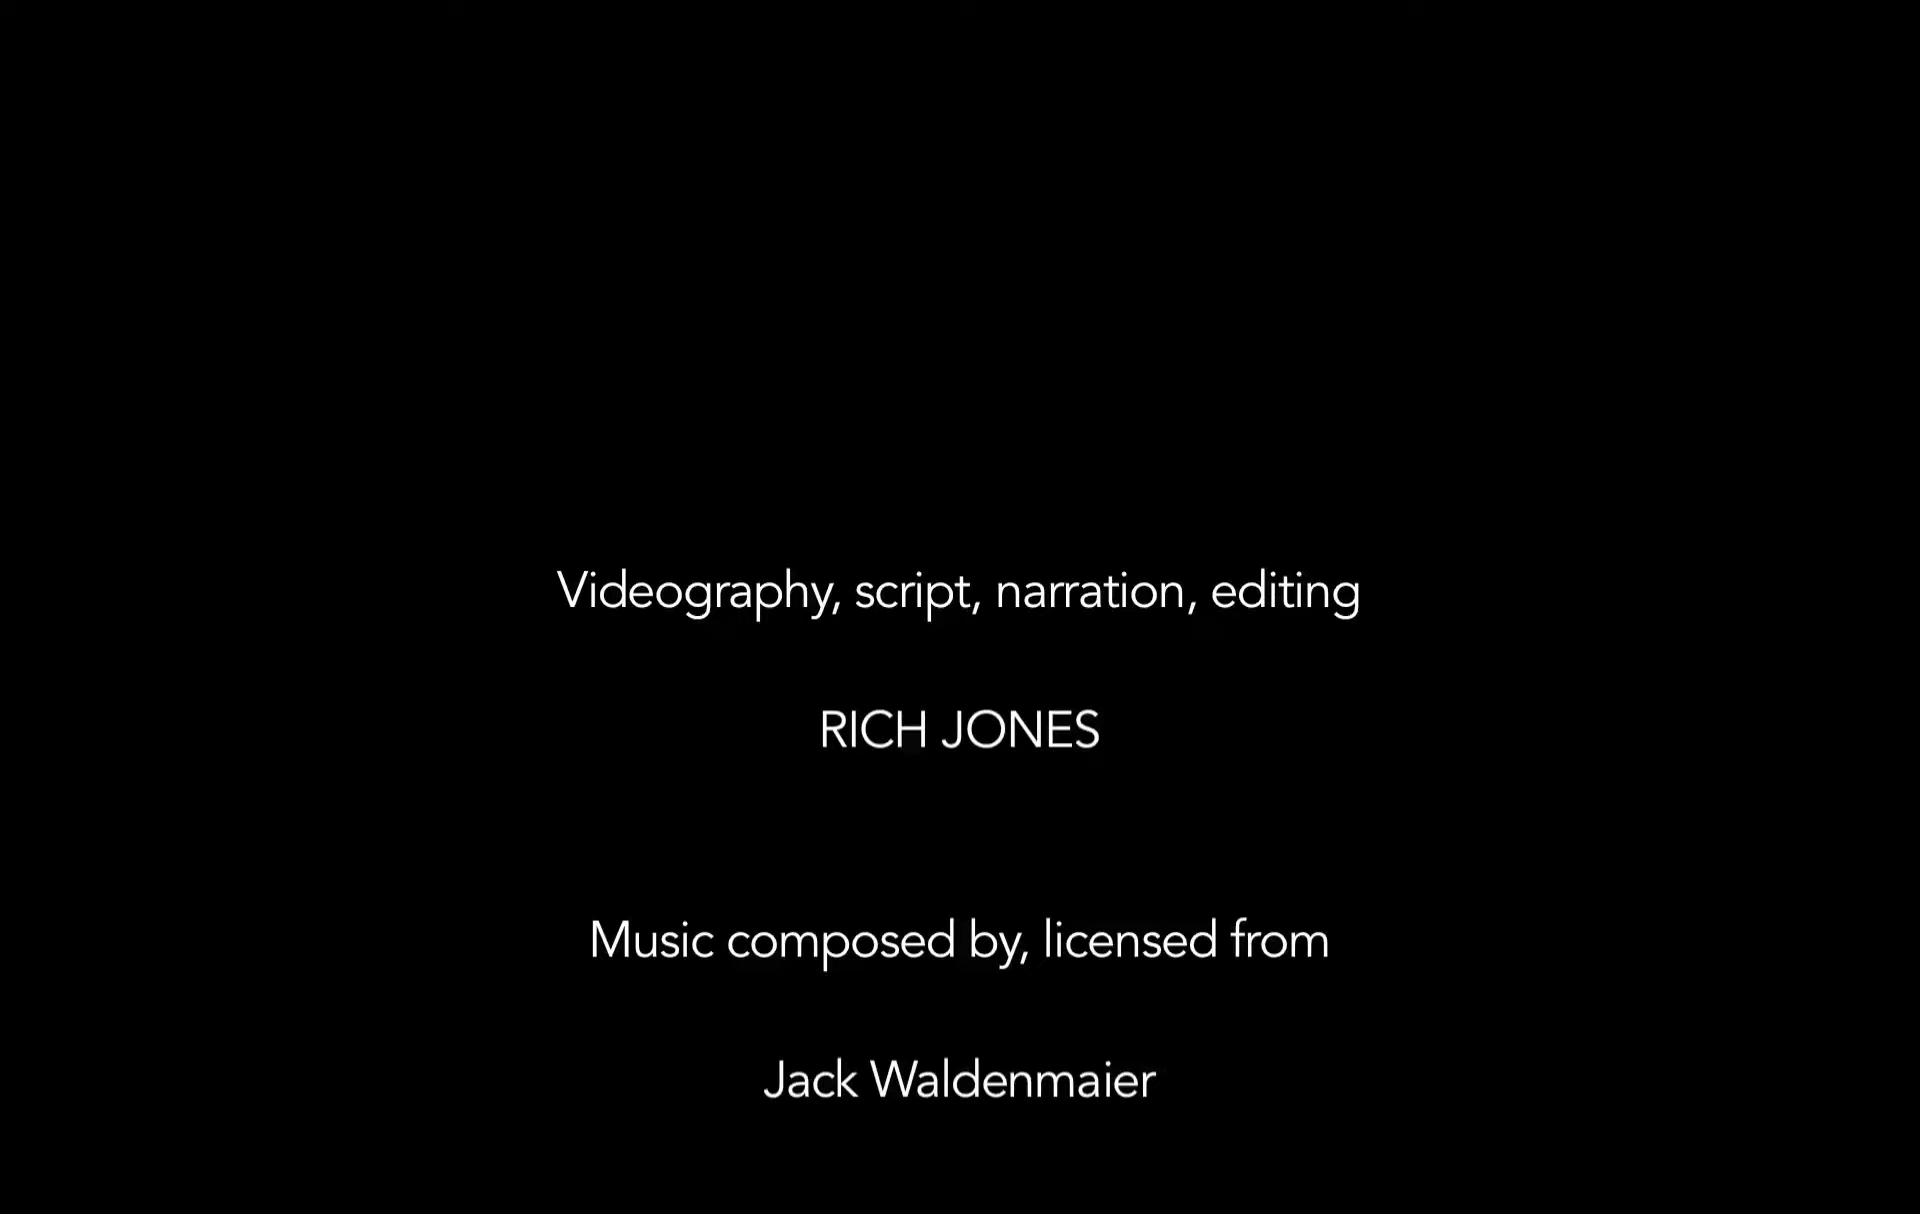 Videography, script, narration, editing
RICH JONES
Music composed by, licensed from
Jack Waldenmaier